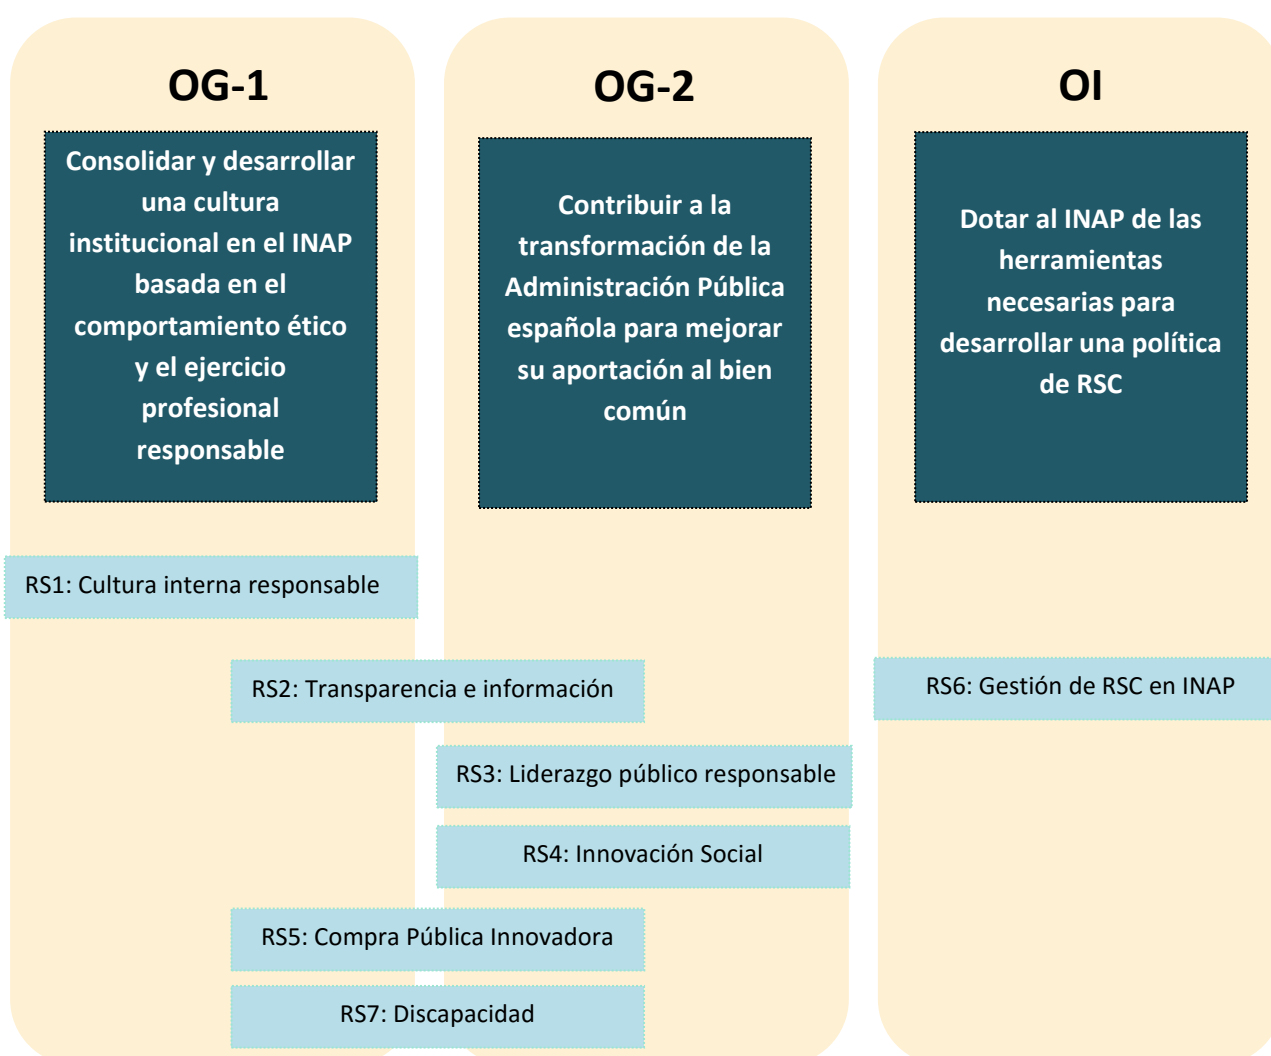 OG-1
Consolidar y desarrollar
una cultura
institucional en el INAP
basada en el
comportamiento ético
y el ejercicio
profesional
responsable
OG-2
Contribuir a la
transformación de la
Administración Pública
española para mejorar
su aportación al bien
común
OI
Dotar al INAP de las
herramientas
necesarias para
desarrollar una política
de RSC
RS1: Cultura interna responsable
RS2: Transparencia e información
RS6: Gestión de RSC en INAP
RS3: Liderazgo público responsable
RS4: Innovación Social
RS5: Compra Pública Innovadora
RS7: Discapacidad